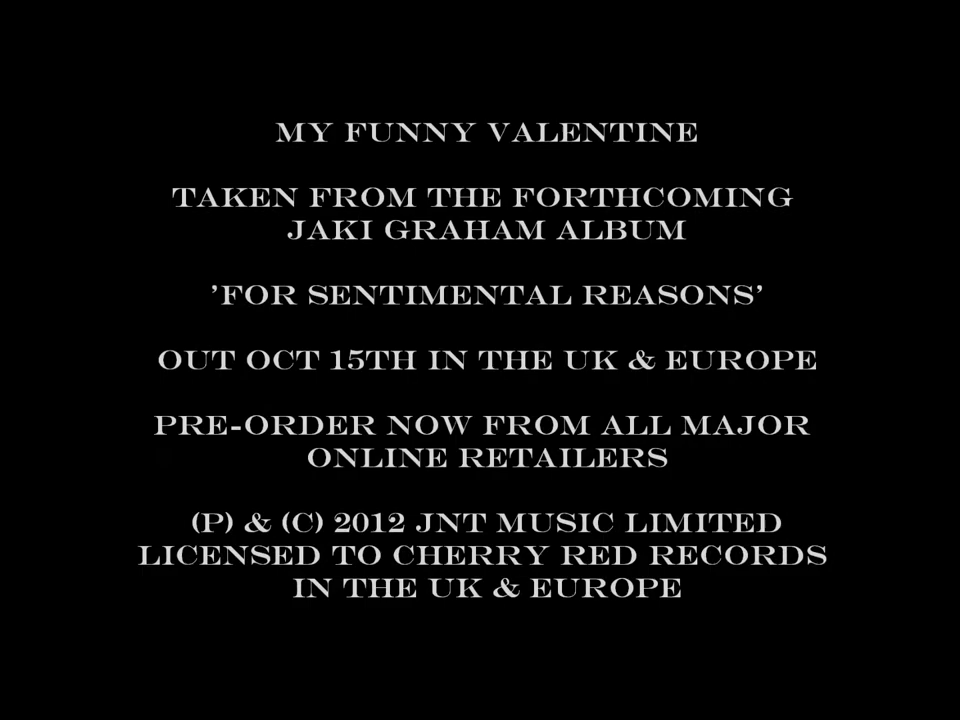 MY FUNNY VALENTINE
TAKEN FROM THE FORTHCOMING
JAKI GRAHAM ALBUM
'FOR SENTIMENTAL REASONS'
OUT OCT 15TH IN THE UK & EUROPE
PRE-ORDER NOW FROM ALL MAJOR
ONLINE RETAILERS
(P) & (C) 2012 JNT MUSIC LIMITED
LICENSED TO CHERRY RED RECORDS
IN THE UK & EUROPE